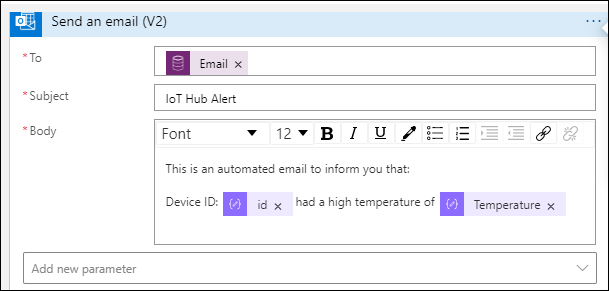 Send an email (V2)
* To
Email ×
* Subject
IoT Hub Alert
* Body
Font 12 B I U
This is an automated email to inform you that:
Device ID: id × had a high temperature of Temperature ×
Add new parameter